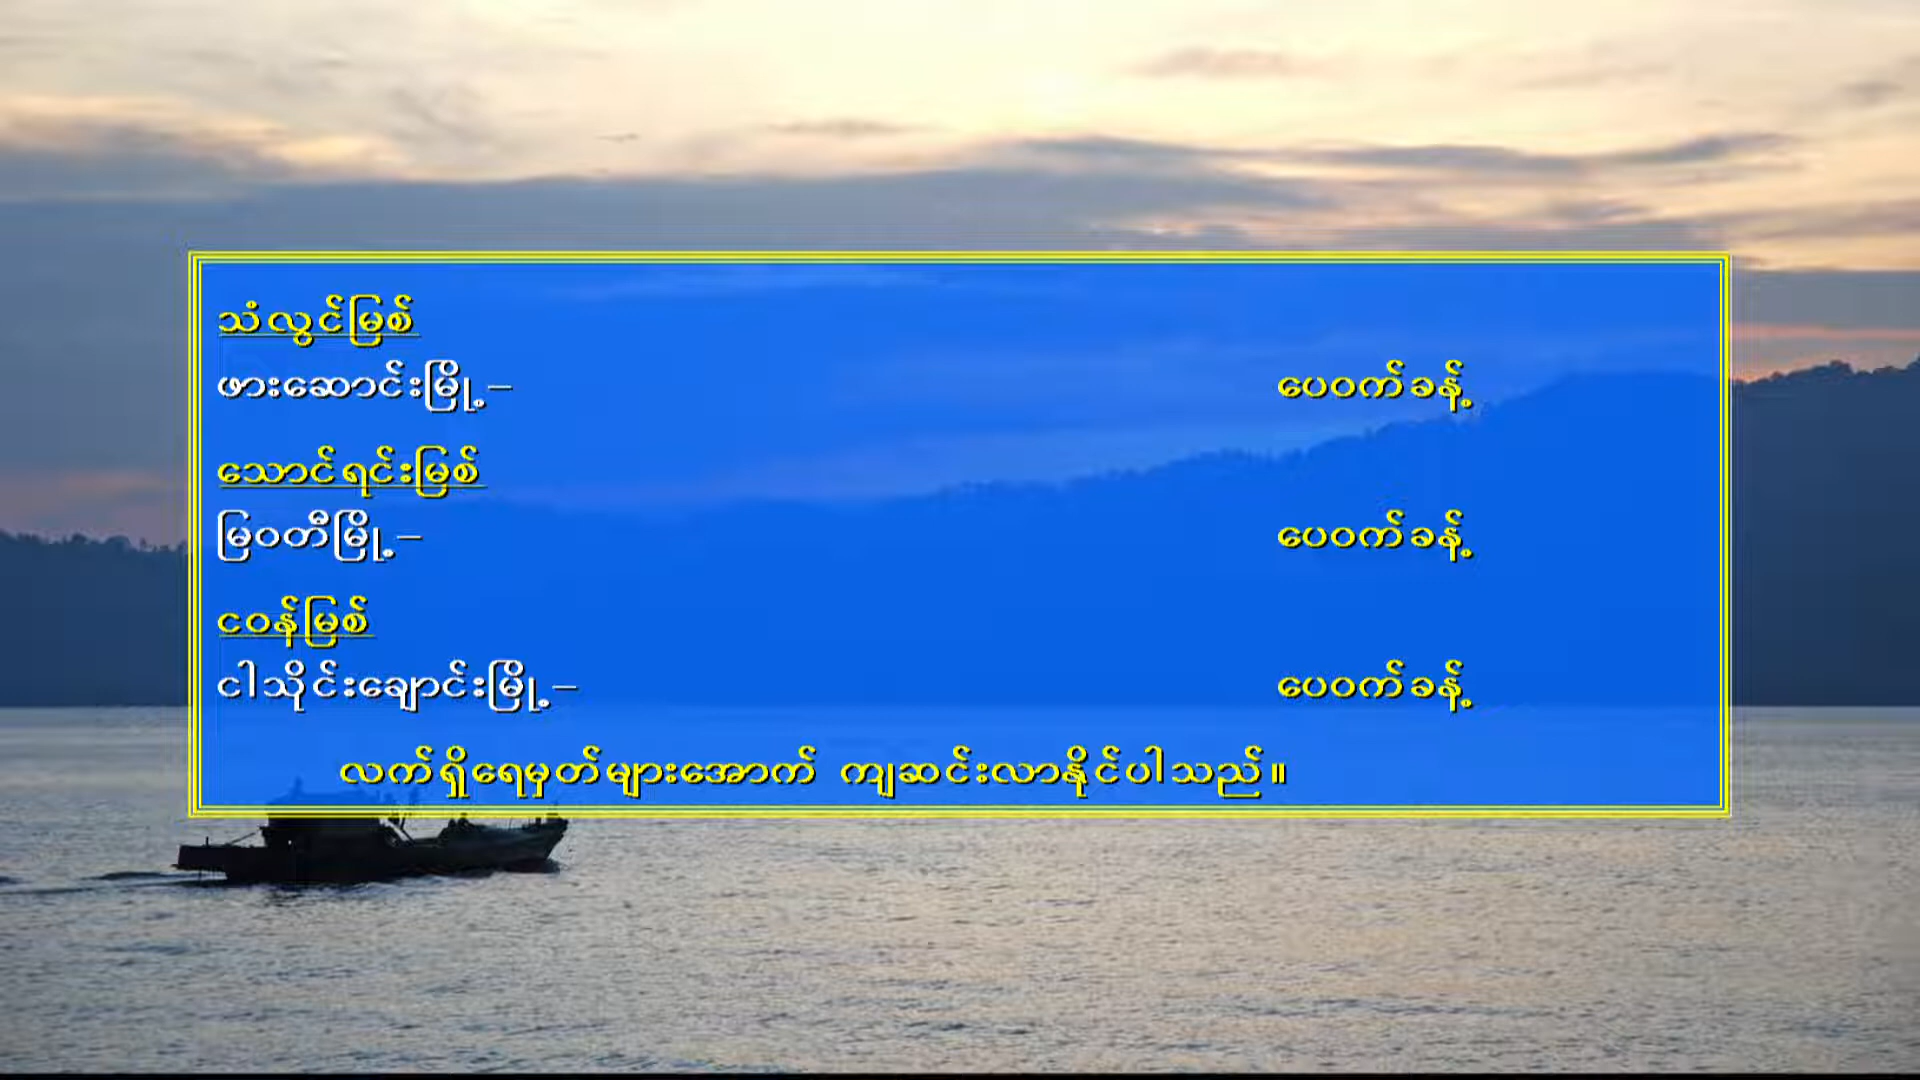 သံလွင်မြစ်
ဖားဆောင်းမြို့– ပေဝက်ခန့်
သောင်ရင်းမြစ်
မြဝတီမြို့– ပေဝက်ခန့်
ငဝန်မြစ်
ငါသိုင်းချောင်းမြို့– ပေဝက်ခန့်
လက်ရှိရေမှတ်များအောက် ကျဆင်းလာနိုင်ပါသည်။